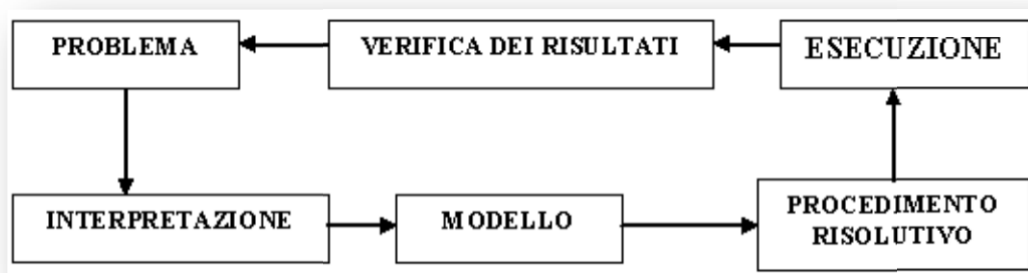 PROBLEMA
VERIFICA DEI RISULTATI
ESECUZIONE
INTERPRETAZIONE
MODELLO
PROCEDIMENTO
RISOLUTIVO